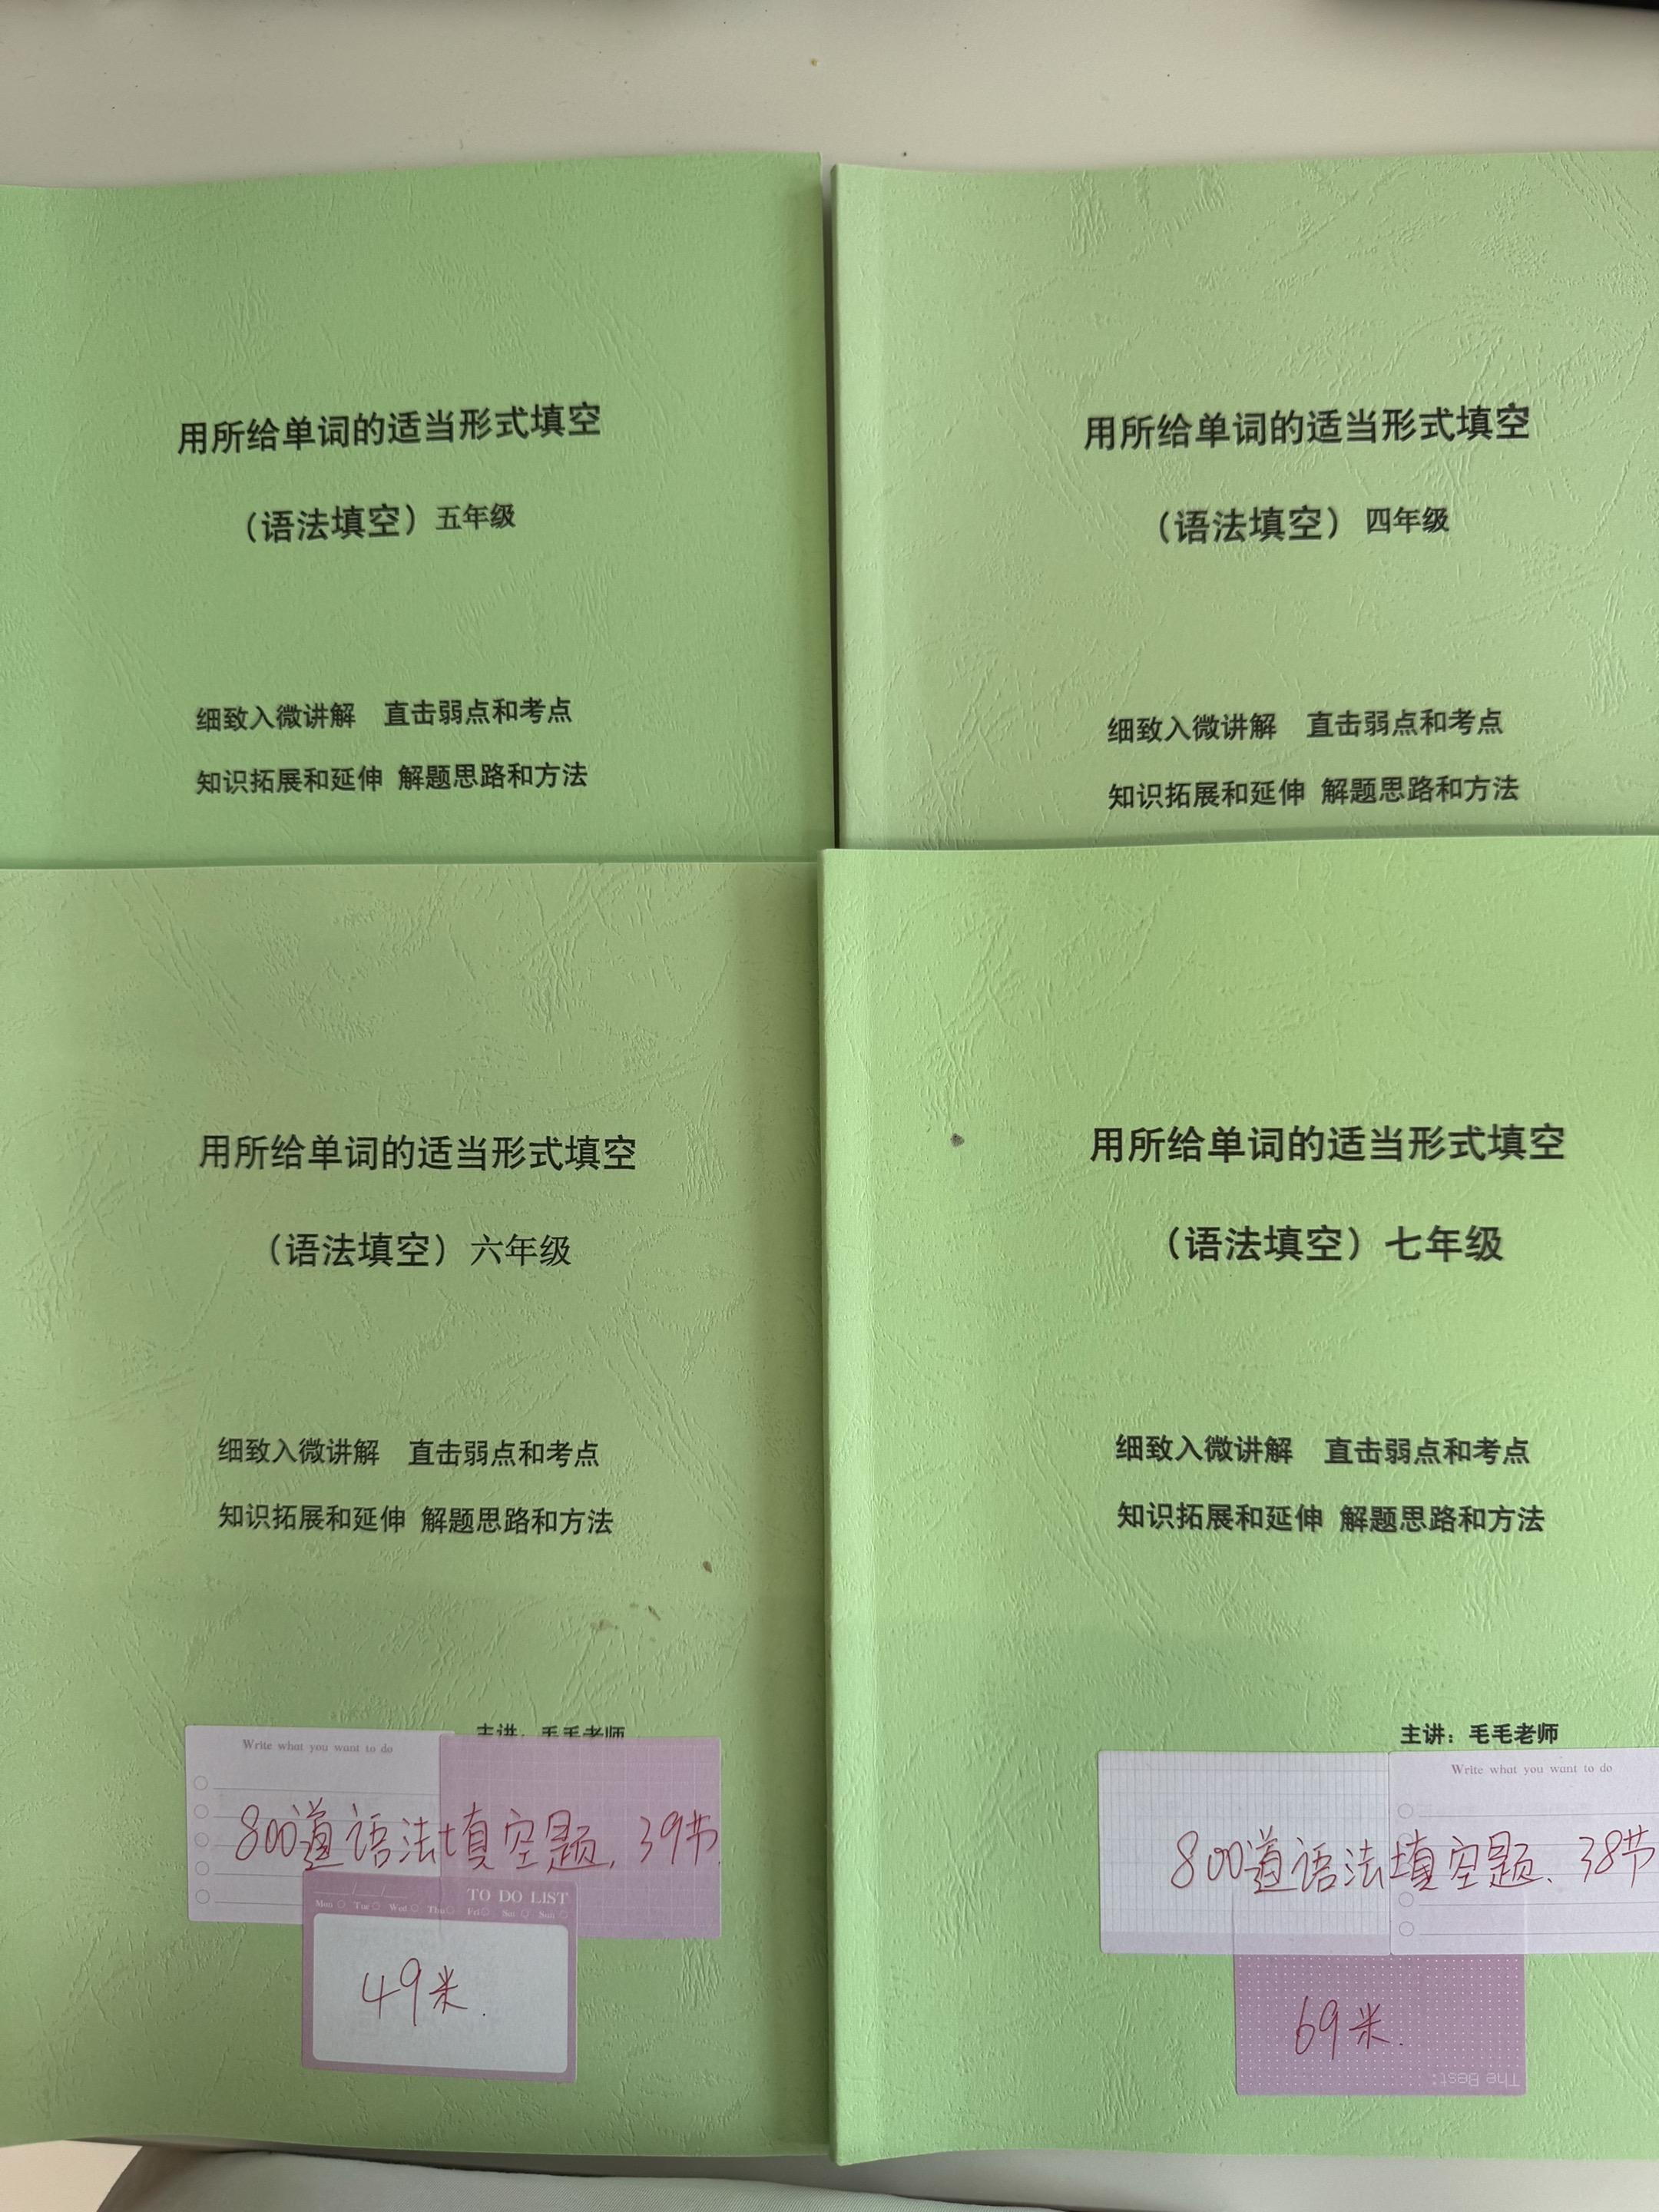 用所给单词的适当形式填空
（语法填空）五年级
细致入微讲解 直击弱点和考点
知识拓展和延伸 解题思路和方法
用所给单词的适当形式填空
（语法填空）四年级
细致入微讲解 直击弱点和考点
知识拓展和延伸 解题思路和方法
用所给单词的适当形式填空
（语法填空）六年级
细致入微讲解 直击弱点和考点
知识拓展和延伸 解题思路和方法
主讲：毛毛老师
Write what you want to do
800道语法填空题，39节
TO DO LIST
Mon Tue Wed Thu Fri Sat Sun
49米.
用所给单词的适当形式填空
（语法填空）七年级
细致入微讲解 直击弱点和考点
知识拓展和延伸 解题思路和方法
主讲：毛毛老师
Write what you want to do
800道语法填空题、38节
69米.
The Best: